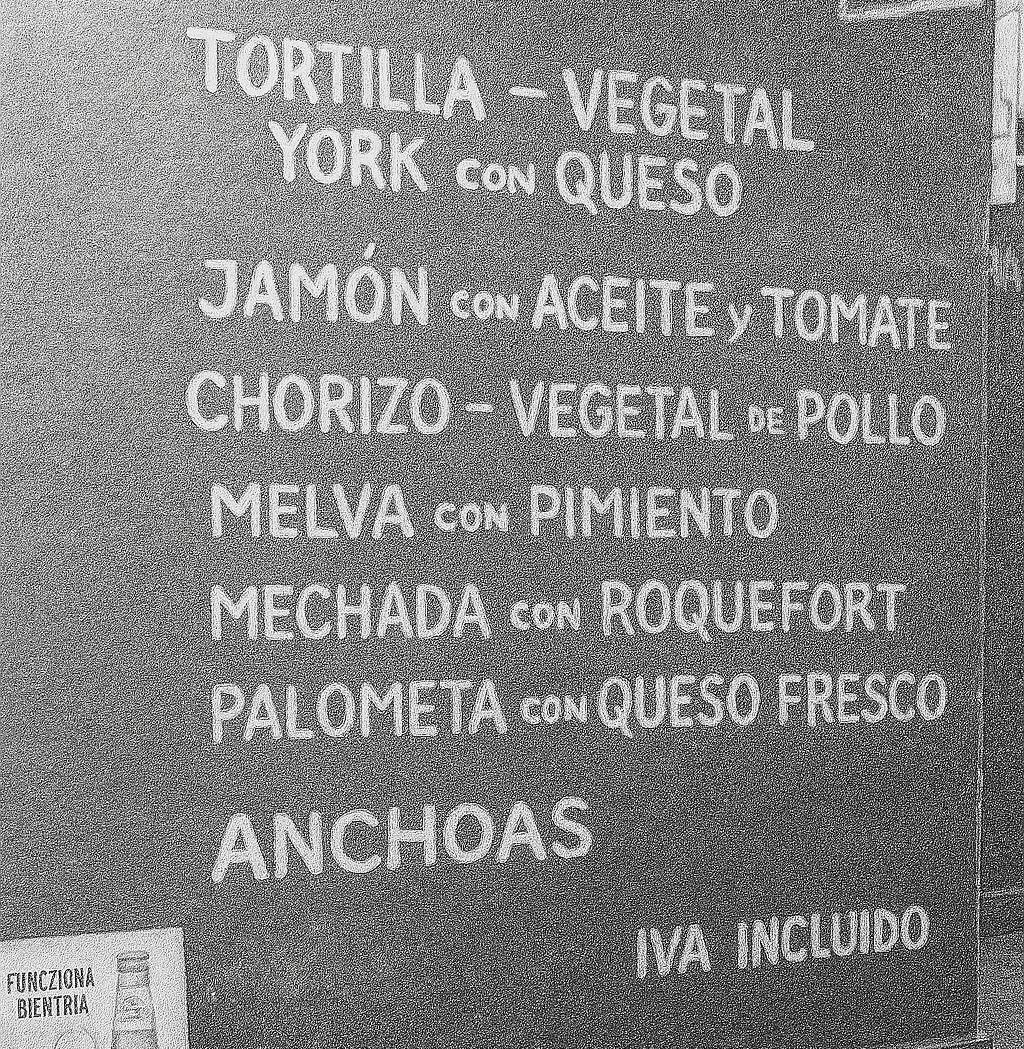 TORTILLA – VEGETAL
YORK CON QUESO
JAMÓN CON ACEITE Y TOMATE
CHORIZO – VEGETAL DE POLLO
MELVA CON PIMIENTO
MECHADA CON ROQUEFORT
PALOMETA CON QUESO FRESCO
ANCHOAS
IVA INCLUIDO
FUNCZIONA
BIENTRIA